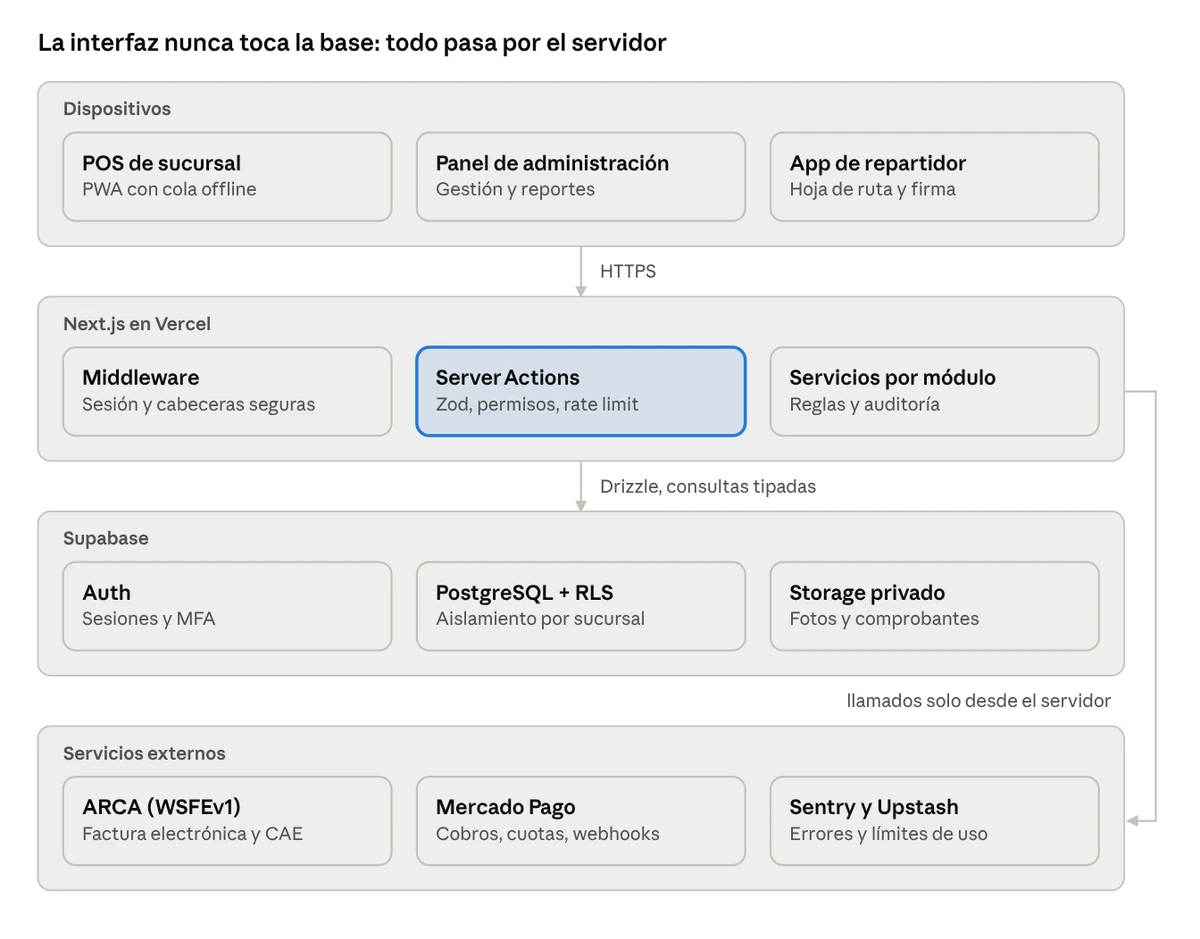 La interfaz nunca toca la base: todo pasa por el servidor
Dispositivos
POS de sucursal
PWA con cola offline
Panel de administración
Gestión y reportes
App de repartidor
Hoja de ruta y firma
HTTPS
Next.js en Vercel
Middleware
Sesión y cabeceras seguras
Server Actions
Zod, permisos, rate limit
Servicios por módulo
Reglas y auditoría
Drizzle, consultas tipadas
Supabase
Auth
Sesiones y MFA
PostgreSQL + RLS
Aislamiento por sucursal
Storage privado
Fotos y comprobantes
llamados solo desde el servidor
Servicios externos
ARCA (WSFEv1)
Factura electrónica y CAE
Mercado Pago
Cobros, cuotas, webhooks
Sentry y Upstash
Errores y límites de uso